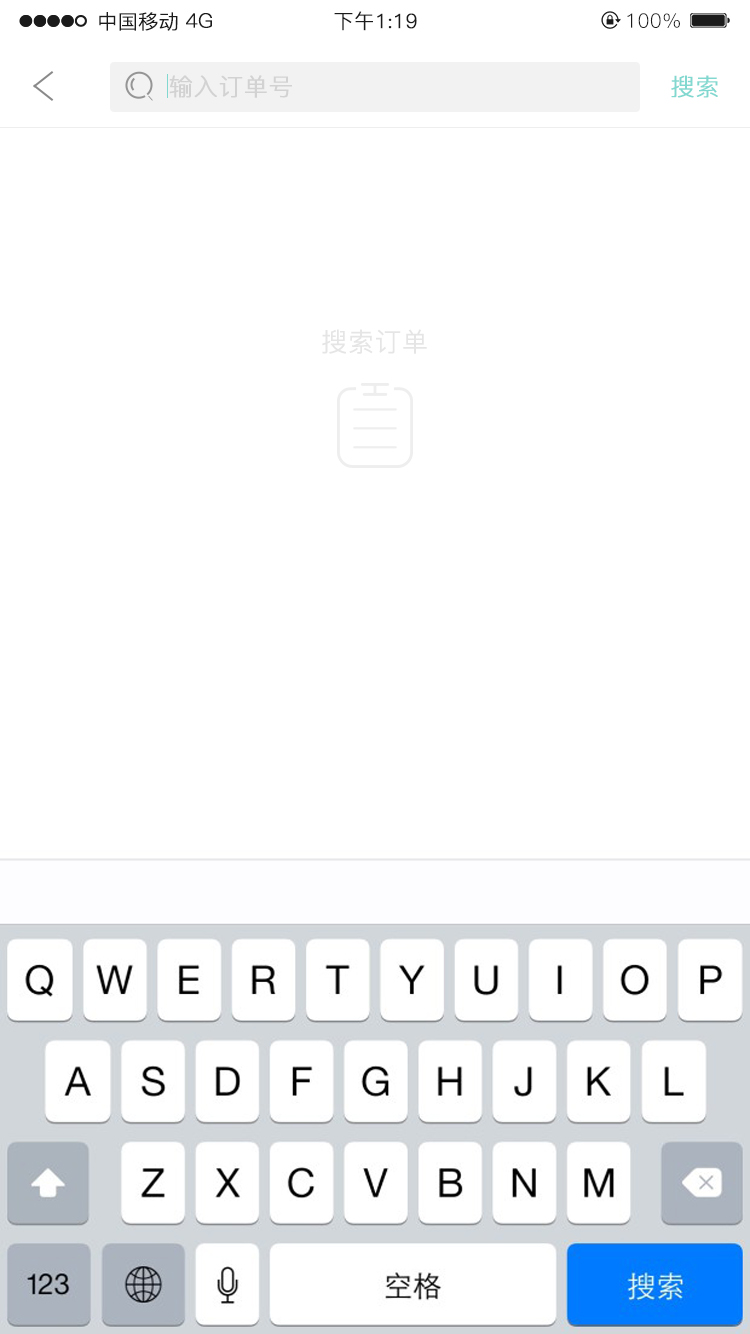 中国移动 4G 下午1:19 100%
输入订单号 搜索
搜索订单
Q W E R T Y U I O P
A S D F G H J K L
Z X C V B N M
123 空格 搜索